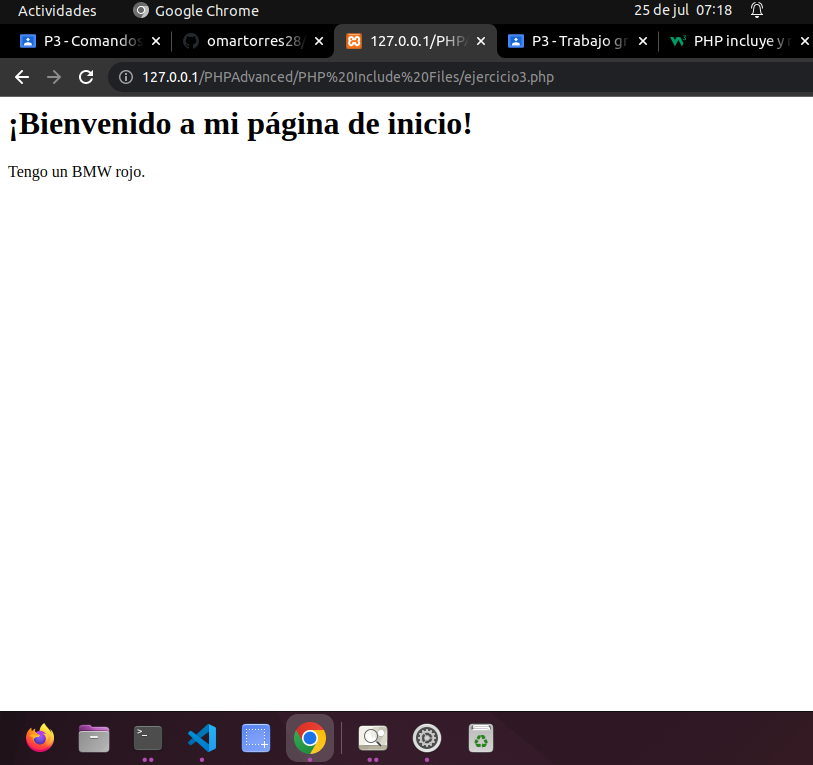 Actividades Google Chrome 25 de jul 07:18
P3 - Comandos omartorres28/ 127.0.0.1/PHPA P3 - Trabajo gr PHP incluye y
127.0.0.1/PHPAdvanced/PHP%20Include%20Files/ejercicio3.php
¡Bienvenido a mi página de inicio!
Tengo un BMW rojo.